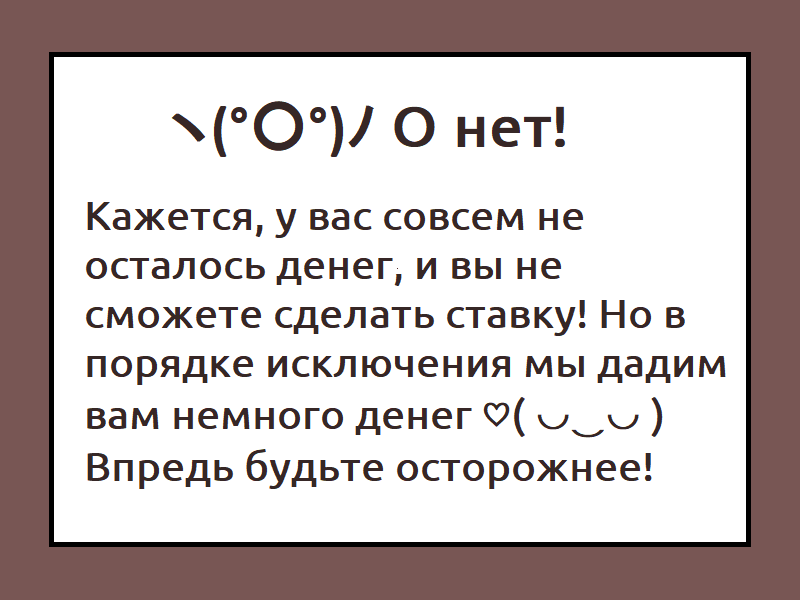 ヽ(°〇°)ﾉ О нет!
Кажется, у вас совсем не
осталось денег, и вы не
сможете сделать ставку! Но в
порядке исключения мы дадим
вам немного денег ♡( ◡‿◡ )
Впредь будьте осторожнее!